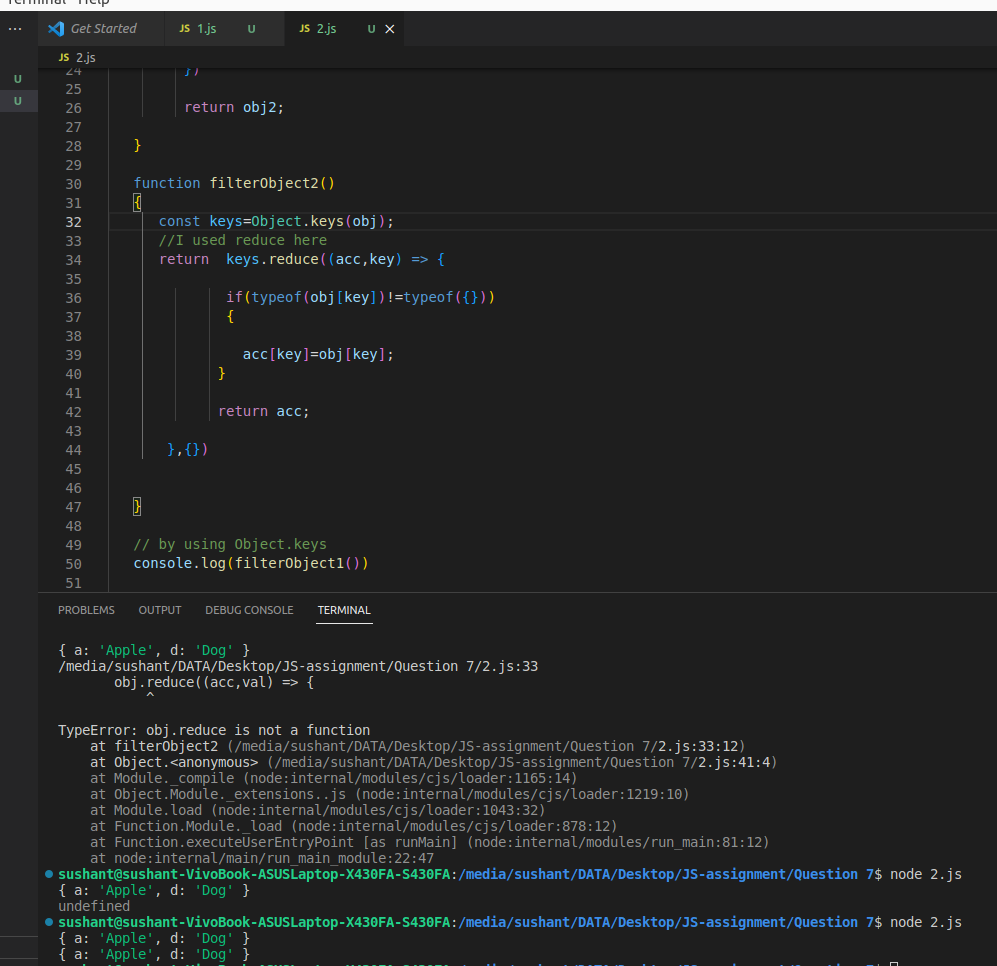 Terminal Help
... Get Started JS 1.js U JS 2.js U ×
JS 2.js
U
U
24 })
25
26 return obj2;
27
28 }
29
30 function filterObject2()
31 {
32 const keys=Object.keys(obj);
33 //I used reduce here
34 return keys.reduce((acc,key) => {
35
36 if(typeof(obj[key])!=typeof({}))
37 {
38
39 acc[key]=obj[key];
40 }
41
42 return acc;
43
44 },{})
45
46
47 }
48
49 // by using Object.keys
50 console.log(filterObject1())
51
PROBLEMS OUTPUT DEBUG CONSOLE TERMINAL
{ a: 'Apple', d: 'Dog' }
/media/sushant/DATA/Desktop/JS-assignment/Question 7/2.js:33
obj.reduce((acc,val) => {
^
TypeError: obj.reduce is not a function
at filterObject2 (/media/sushant/DATA/Desktop/JS-assignment/Question 7/2.js:33:12)
at Object.<anonymous> (/media/sushant/DATA/Desktop/JS-assignment/Question 7/2.js:41:4)
at Module._compile (node:internal/modules/cjs/loader:1165:14)
at Object.Module._extensions..js (node:internal/modules/cjs/loader:1219:10)
at Module.load (node:internal/modules/cjs/loader:1043:32)
at Function.Module._load (node:internal/modules/cjs/loader:878:12)
at Function.executeUserEntryPoint [as runMain] (node:internal/modules/run_main:81:12)
at node:internal/main/run_main_module:22:47
sushant@sushant-VivoBook-ASUSLaptop-X430FA-S430FA:/media/sushant/DATA/Desktop/JS-assignment/Question 7$ node 2.js
{ a: 'Apple', d: 'Dog' }
undefined
sushant@sushant-VivoBook-ASUSLaptop-X430FA-S430FA:/media/sushant/DATA/Desktop/JS-assignment/Question 7$ node 2.js
{ a: 'Apple', d: 'Dog' }
{ a: 'Apple', d: 'Dog' }